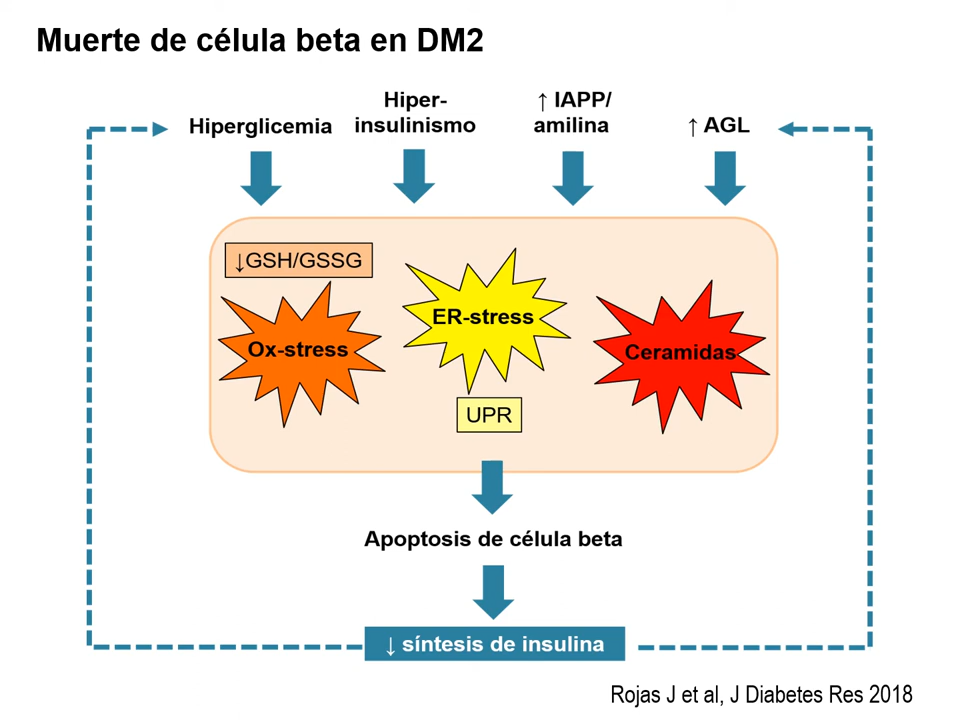 Muerte de célula beta en DM2
Hiperglicemia
Hiper-
insulinismo
↑ IAPP/
amilina
↑ AGL
↓GSH/GSSG
Ox-stress
ER-stress
Ceramidas
UPR
Apoptosis de célula beta
↓ síntesis de insulina
Rojas J et al, J Diabetes Res 2018